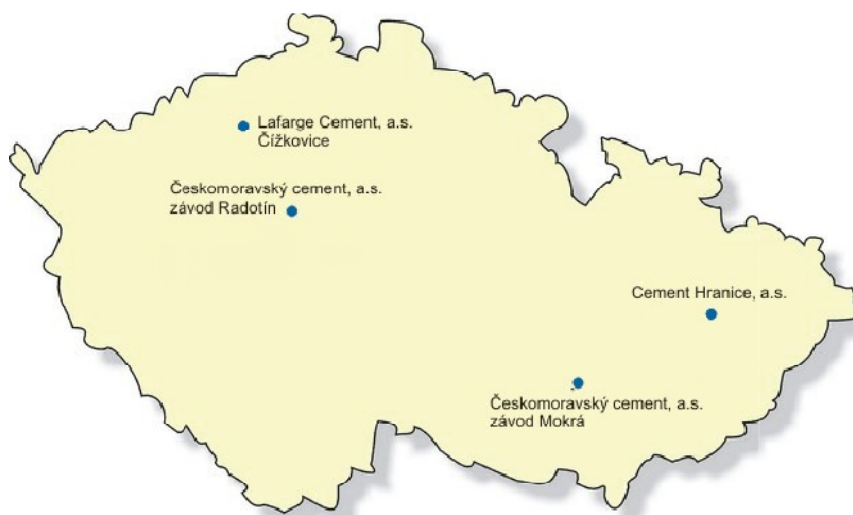 Lafarge Cement, a.s.
Čížkovice
Českomoravský cement, a.s.
závod Radotín
Cement Hranice, a.s.
Českomoravský cement, a.s.
závod Mokrá